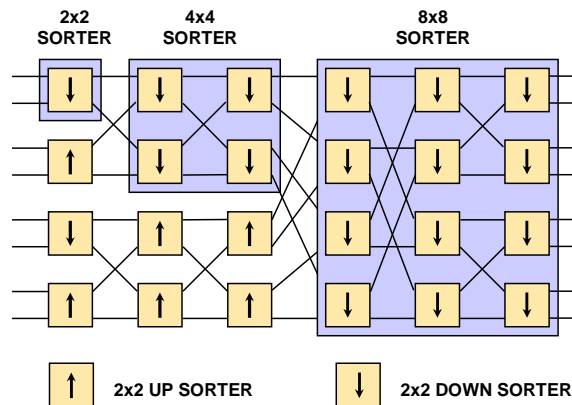 2x2
SORTER
4x4
SORTER
8x8
SORTER
2x2 UP SORTER
2x2 DOWN SORTER